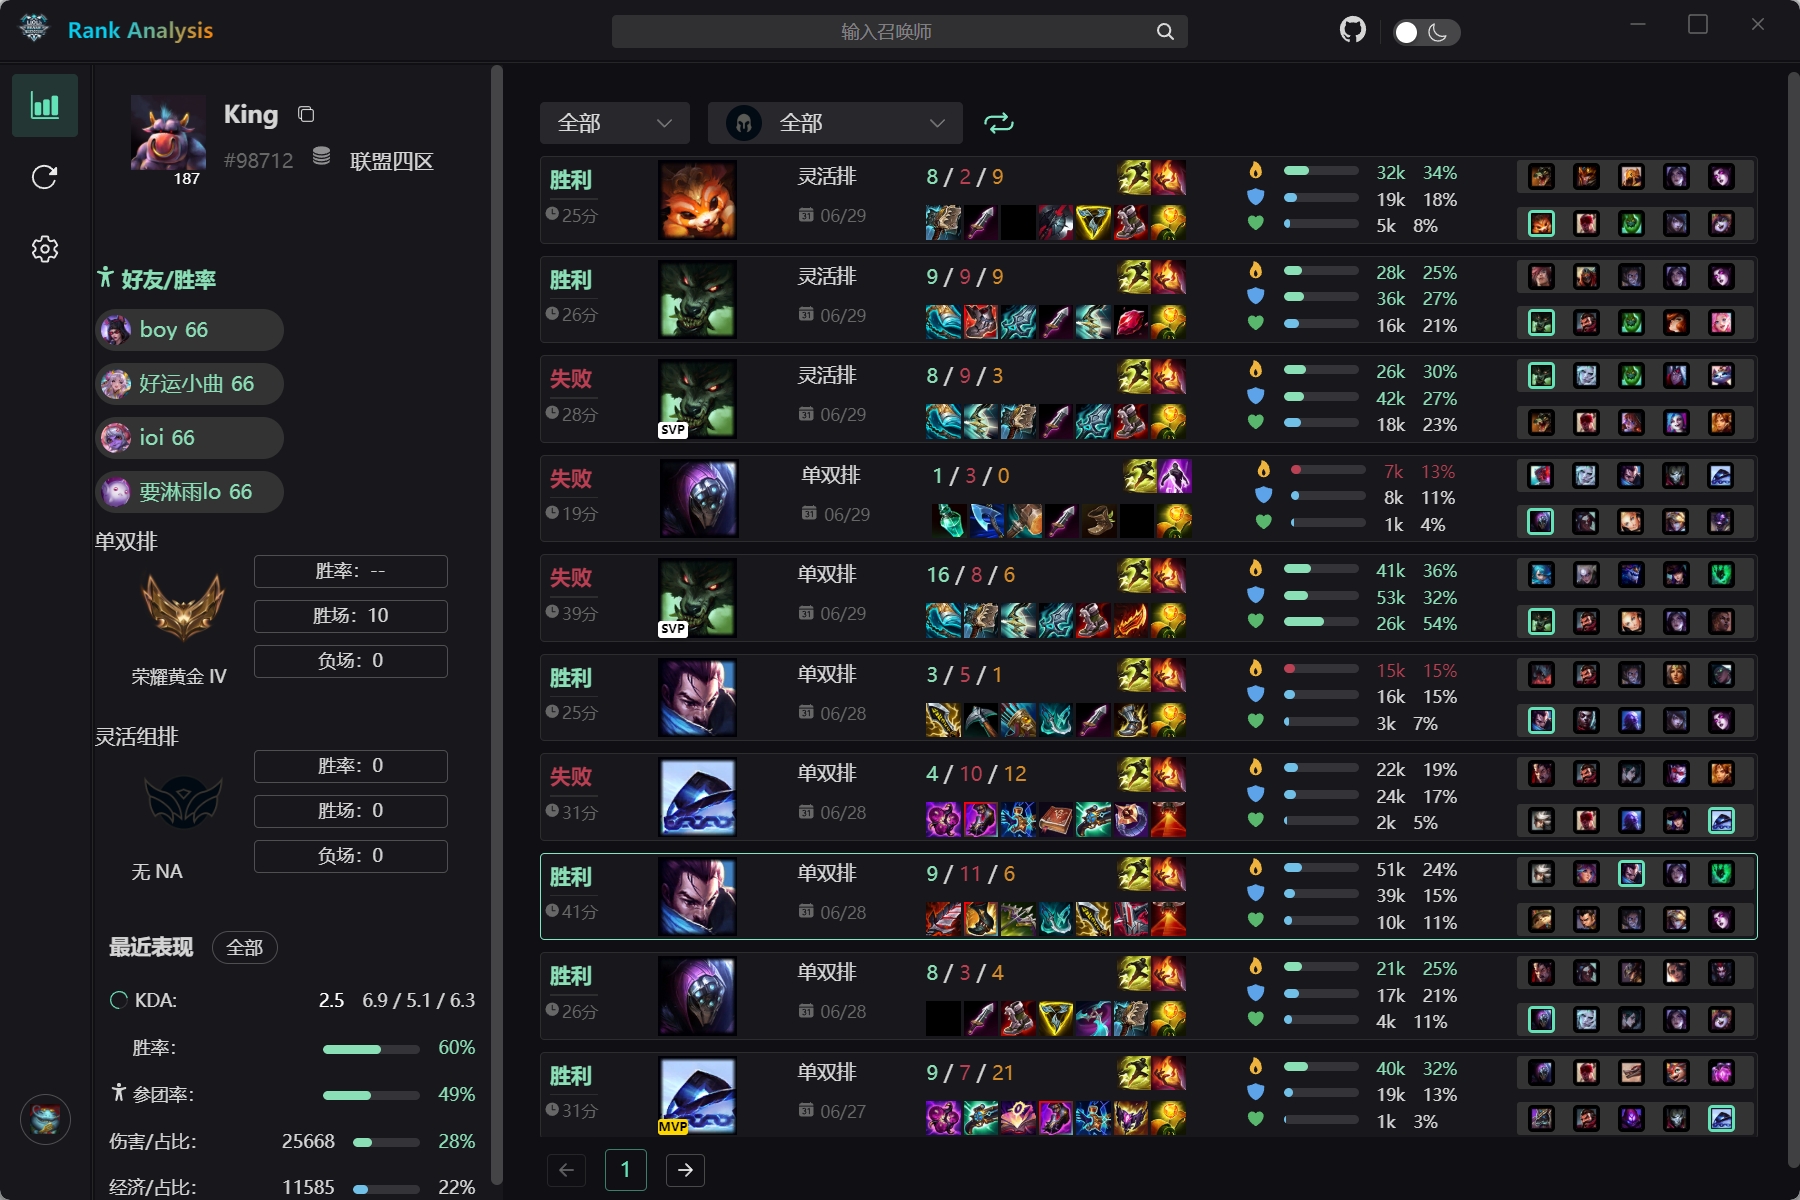 Rank Analysis
输入召唤师
King
#98712 联盟四区
187
好友/胜率
boy 66
好运小曲 66
ioi 66
要淋雨lo 66
单双排
胜率: --
胜场: 10
负场: 0
荣耀黄金 IV
灵活组排
胜率: 0
胜场: 0
负场: 0
无 NA
最近表现 全部
KDA: 2.5 6.9 / 5.1 / 6.3
胜率: 60%
参团率: 49%
伤害/占比: 25668 28%
经济/占比: 11585 22%
全部 全部
胜利 灵活排 8 / 2 / 9 32k 34%
19k 18%
25分 06/29 5k 8%
胜利 灵活排 9 / 9 / 9 28k 25%
36k 27%
26分 06/29 16k 21%
失败 灵活排 8 / 9 / 3 26k 30%
42k 27%
28分 SVP 06/29 18k 23%
失败 单双排 1 / 3 / 0 7k 13%
8k 11%
19分 06/29 1k 4%
失败 单双排 16 / 8 / 6 41k 36%
53k 32%
39分 SVP 06/29 26k 54%
胜利 单双排 3 / 5 / 1 15k 15%
16k 15%
25分 06/28 3k 7%
失败 单双排 4 / 10 / 12 22k 19%
24k 17%
31分 06/28 2k 5%
胜利 单双排 9 / 11 / 6 51k 24%
39k 15%
41分 06/28 10k 11%
胜利 单双排 8 / 3 / 4 21k 25%
17k 21%
26分 06/28 4k 11%
胜利 单双排 9 / 7 / 21 40k 32%
19k 13%
31分 MVP 06/27 1k 3%
1